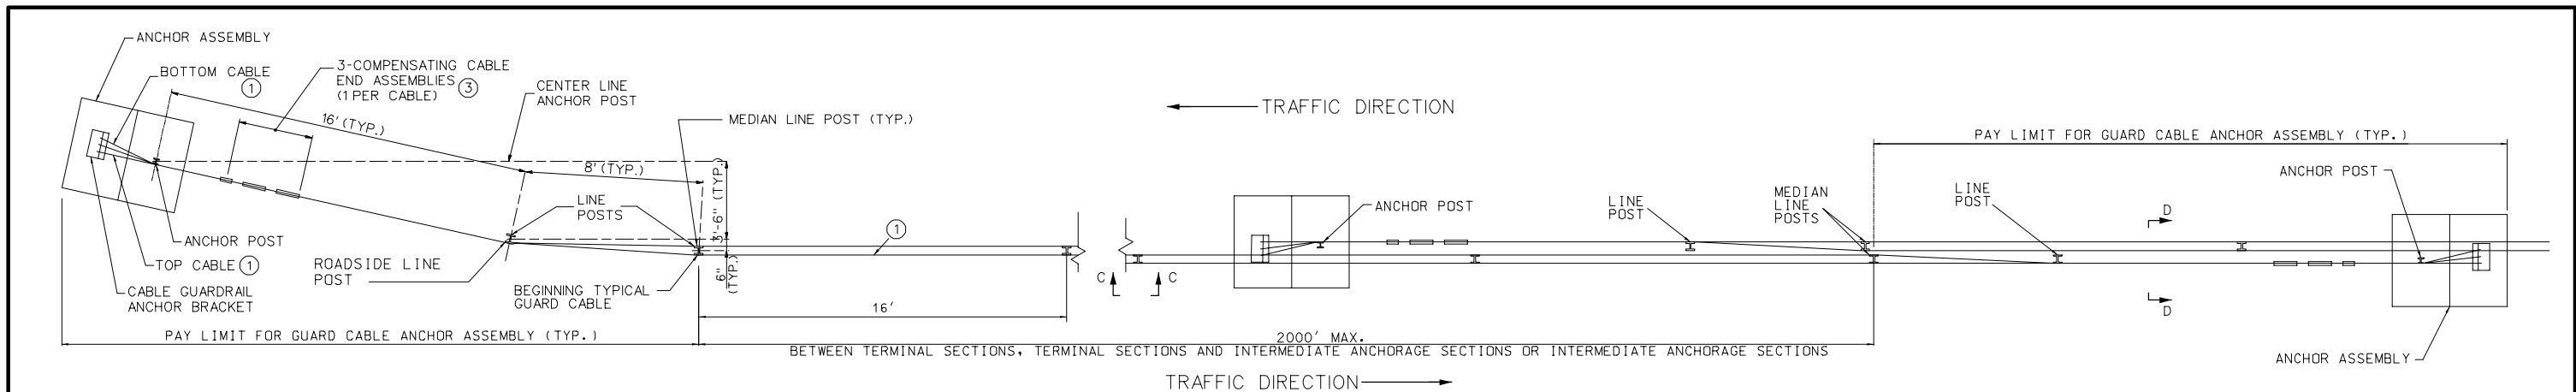 ANCHOR ASSEMBLY
BOTTOM CABLE
1
3-COMPENSATING CABLE
END ASSEMBLIES 3
(1 PER CABLE)
CENTER LINE
ANCHOR POST
16' (TYP.)
8' (TYP.)
MEDIAN LINE POST (TYP.)
3'-6" (TYP.)
6"
(TYP.)
LINE
POSTS
1
ANCHOR POST
TOP CABLE 1
CABLE GUARDRAIL
ANCHOR BRACKET
ROADSIDE LINE
POST
BEGINNING TYPICAL
GUARD CABLE
16'
PAY LIMIT FOR GUARD CABLE ANCHOR ASSEMBLY (TYP.)
TRAFFIC DIRECTION
C
C
ANCHOR POST
LINE
POST
MEDIAN
LINE
POSTS
PAY LIMIT FOR GUARD CABLE ANCHOR ASSEMBLY (TYP.)
LINE
POST
D
D
ANCHOR POST
ANCHOR ASSEMBLY
2000' MAX.
BETWEEN TERMINAL SECTIONS, TERMINAL SECTIONS AND INTERMEDIATE ANCHORAGE SECTIONS OR INTERMEDIATE ANCHORAGE SECTIONS
TRAFFIC DIRECTION